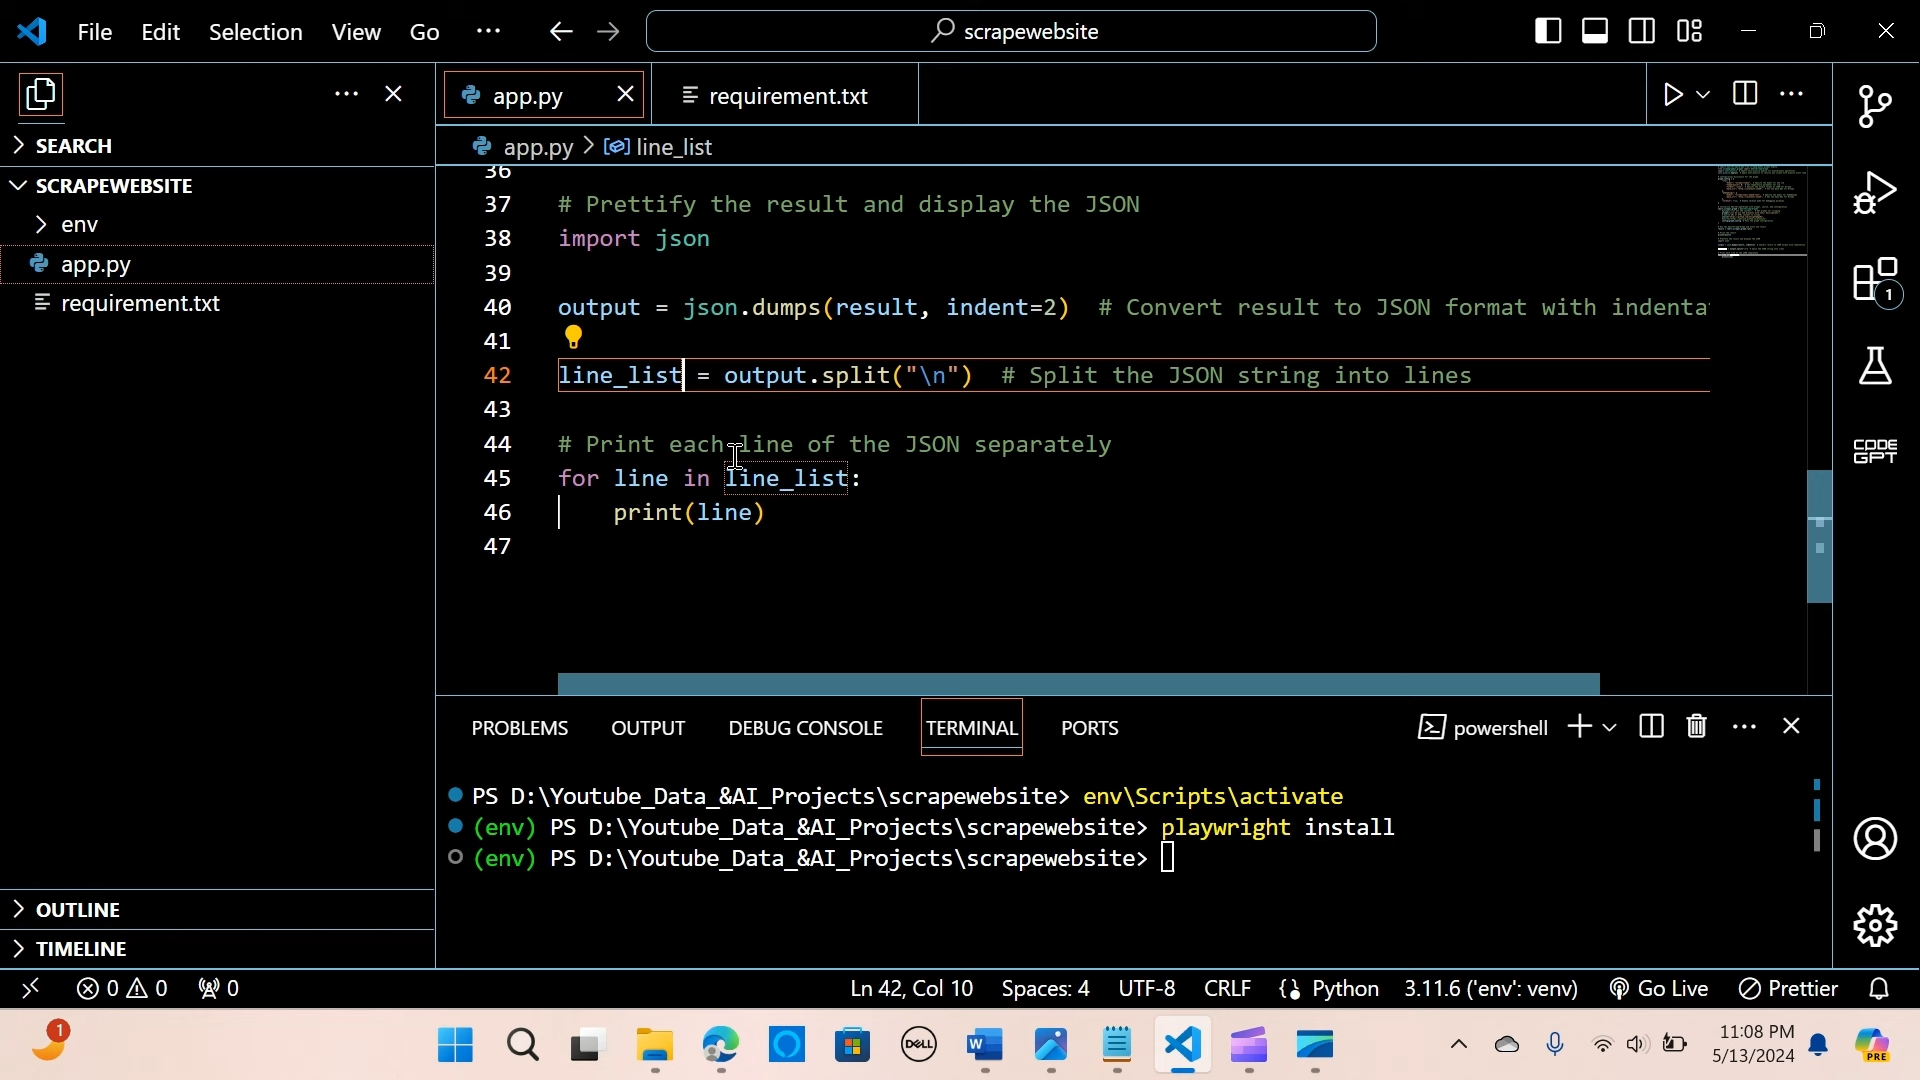 File Edit Selection View Go ... scrapewebsite
app.py requirement.txt
SEARCH
app.py > line_list
SCRAPEWEBSITE
env
app.py
requirement.txt
36
37 # Prettify the result and display the JSON
38 import json
39
40 output = json.dumps(result, indent=2) # Convert result to JSON format with indenta
41
42 line_list = output.split("\n") # Split the JSON string into lines
43
44 # Print each line of the JSON separately
45 for line in line_list:
46 print(line)
47
1
CODE
GPT
PROBLEMS OUTPUT DEBUG CONSOLE TERMINAL PORTS powershell
PS D:\Youtube_Data_&AI_Projects\scrapewebsite> env\Scripts\activate
(env) PS D:\Youtube_Data_&AI_Projects\scrapewebsite> playwright install
(env) PS D:\Youtube_Data_&AI_Projects\scrapewebsite>
OUTLINE
TIMELINE
0 0 0 Ln 42, Col 10 Spaces: 4 UTF-8 CRLF Python 3.11.6 ('env': venv) Go Live Prettier
1 DELL W 11:08 PM
5/13/2024
PRE